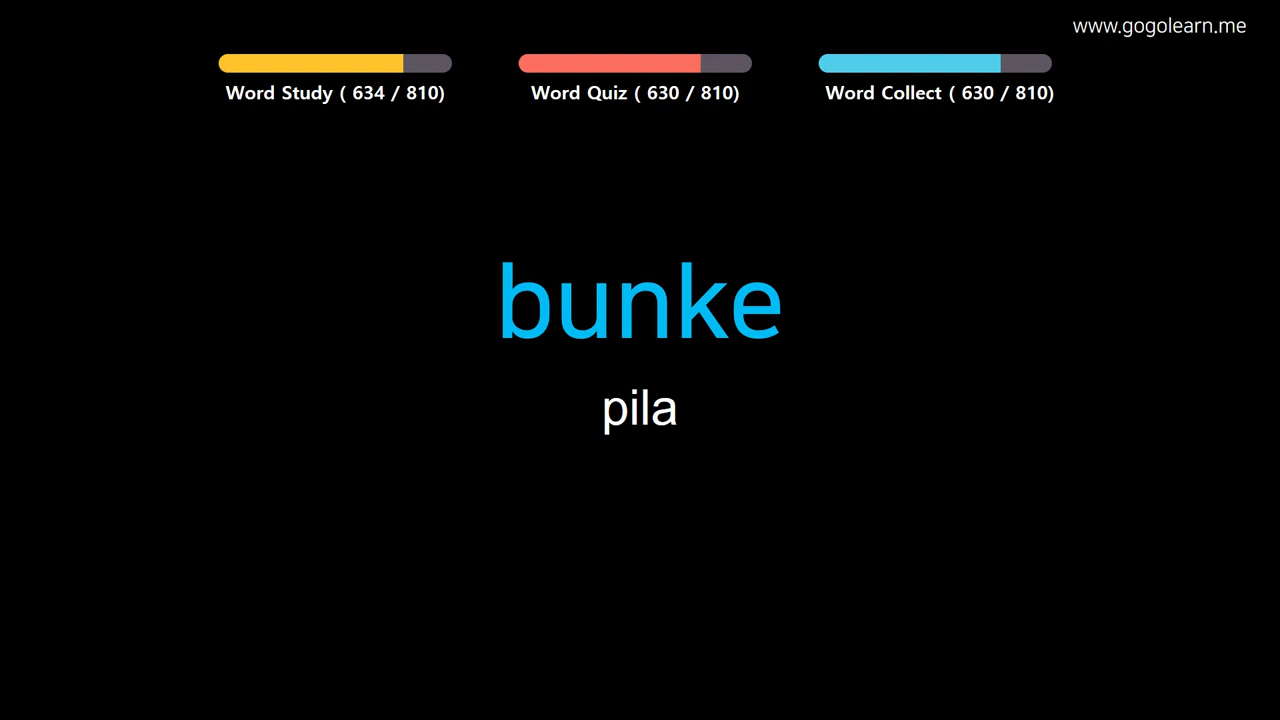 www.gogolearn.me
Word Study ( 634 / 810)
Word Quiz ( 630 / 810)
Word Collect ( 630 / 810)
bunke
pila